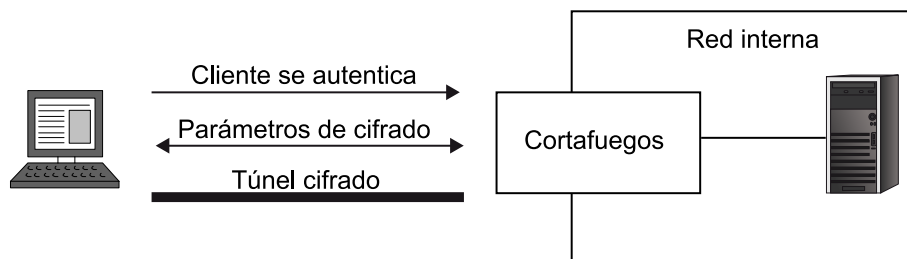 Red interna
Cliente se autentica
Parámetros de cifrado
Cortafuegos
Túnel cifrado